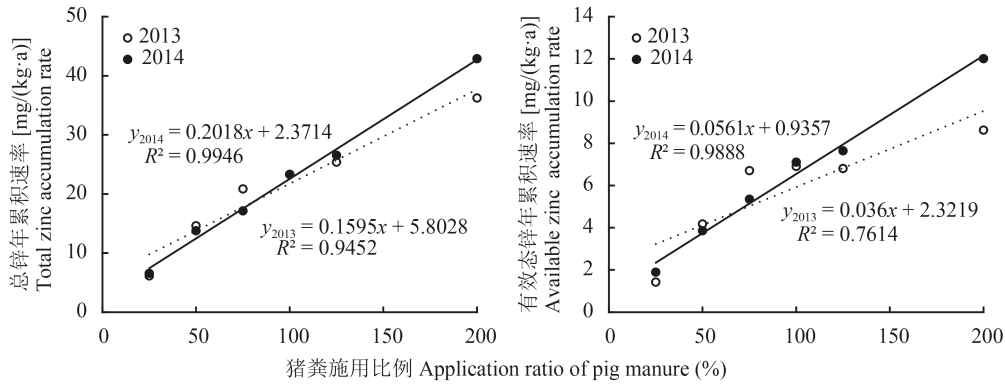 总锌年累积速率 [mg/(kg·a)]
Total zinc accumulation rate
50
40
30
20
10
0
2013
2014
y2014 = 0.2018x + 2.3714
R² = 0.9946
y2013 = 0.1595x + 5.8028
R² = 0.9452
0
50
100
150
200
有效态锌年累积速率 [mg/(kg·a)]
Available zinc accumulation rate
14
12
10
8
6
4
2
0
2013
2014
y2014 = 0.0561x + 0.9357
R² = 0.9888
y2013 = 0.036x + 2.3219
R² = 0.7614
0
50
100
150
200
猪粪施用比例 Application ratio of pig manure (%)